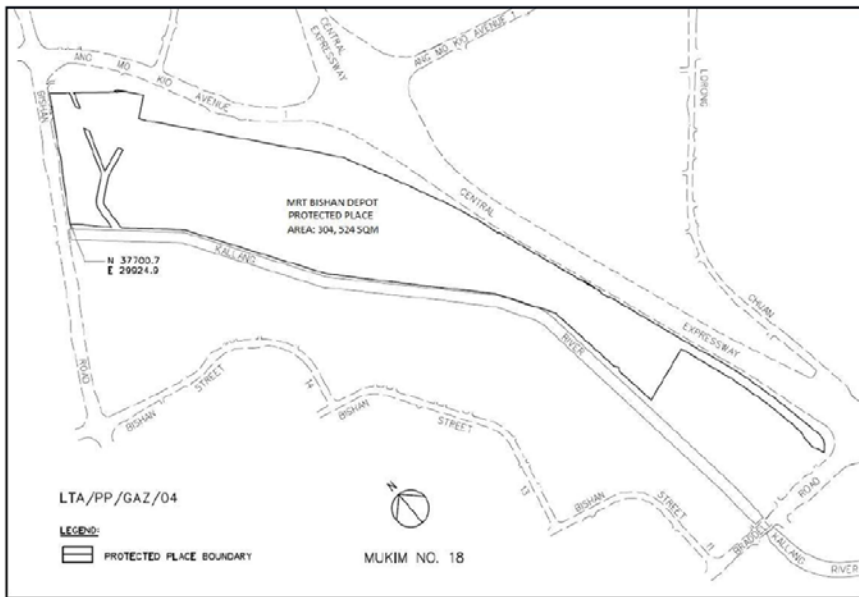 ANG MO KIO AVENUE 1
CENTRAL EXPRESSWAY
ANG MO KIO AVENUE 1
LORONG CHUAN
BISHAN ROAD
MRT BISHAN DEPOT
PROTECTED PLACE
AREA: 304, 524 SQM
CENTRAL EXPRESSWAY
KALLANG RIVER
N 37700.7
E 29924.9
BISHAN STREET 14
BISHAN STREET 13
BISHAN STREET 11
BRADDELL ROAD
KALLANG RIVER
LTA/PP/GAZ/04
LEGEND:
PROTECTED PLACE BOUNDARY
N
MUKIM NO. 18